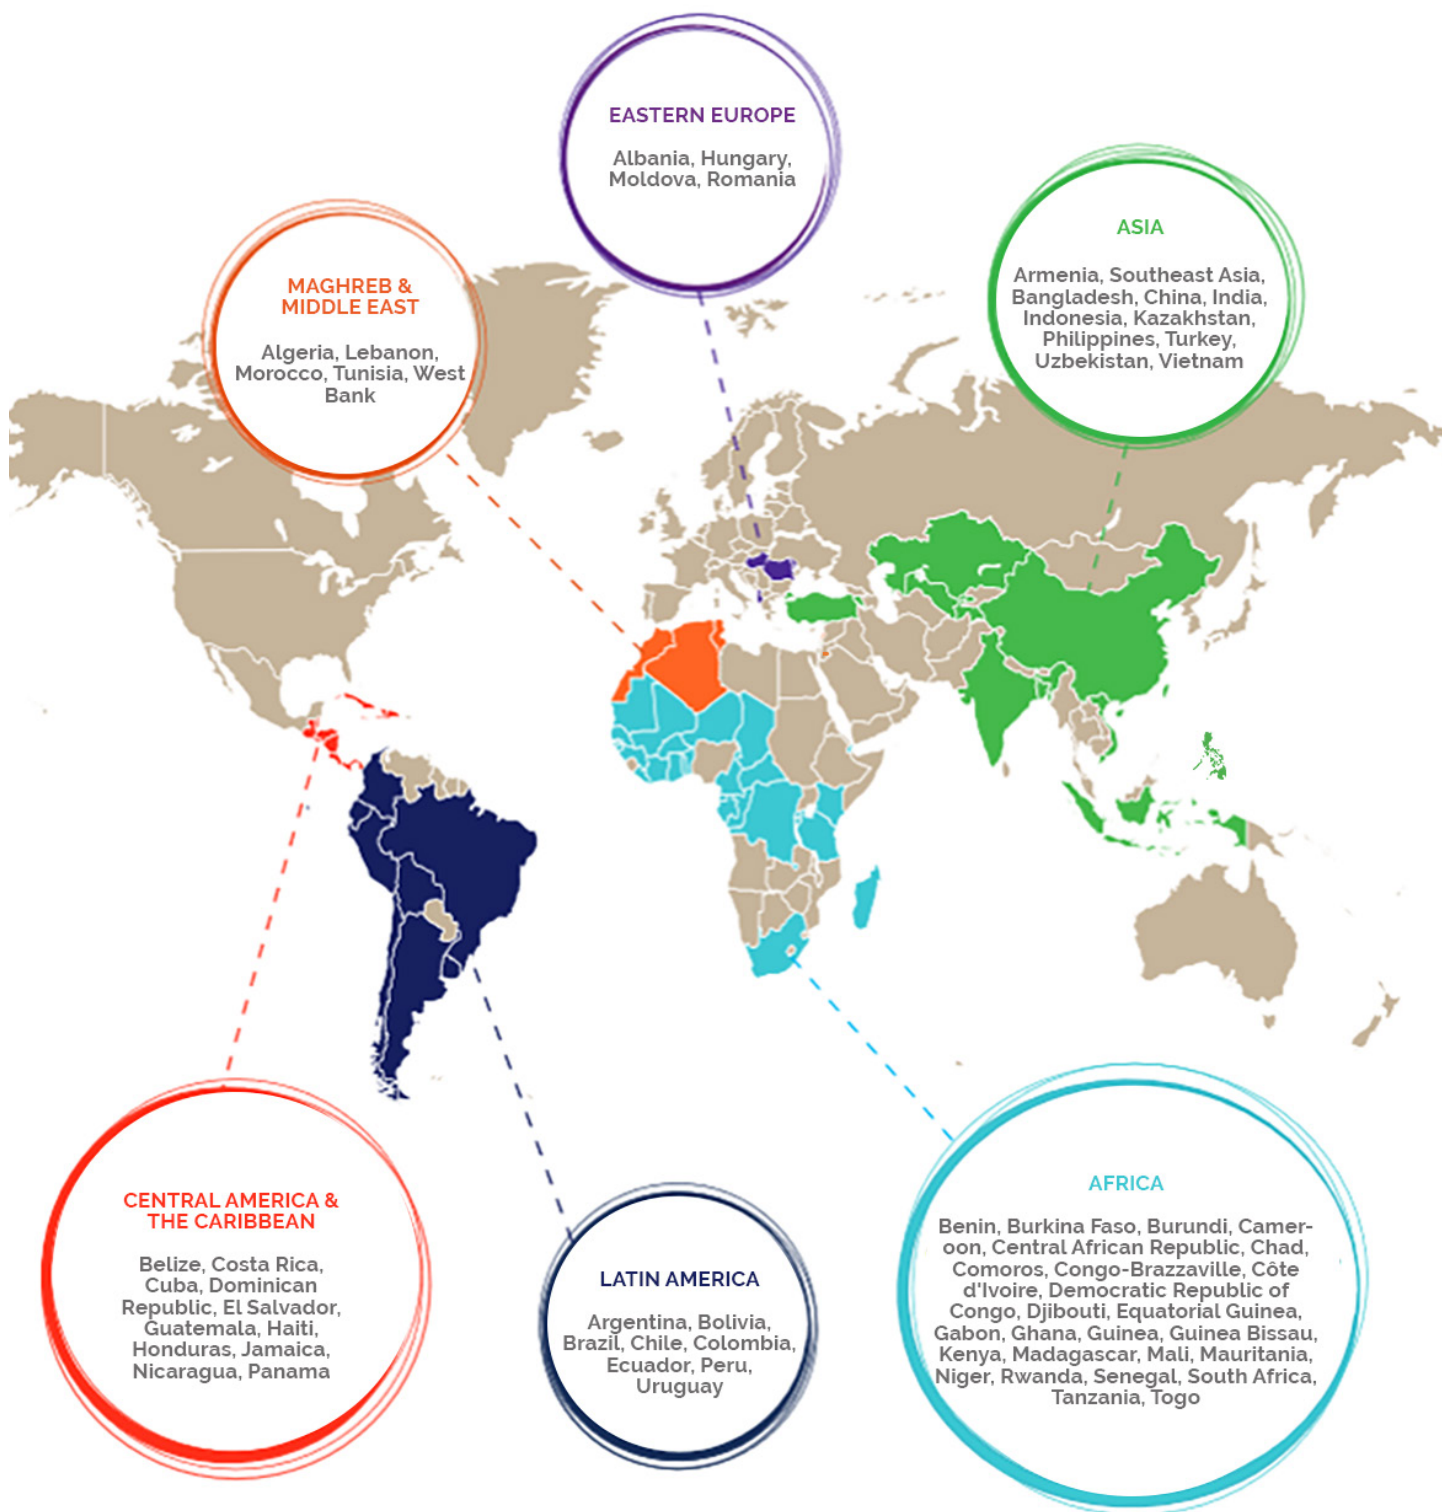 EASTERN EUROPE
Albania, Hungary,
Moldova, Romania
ASIA
Armenia, Southeast Asia,
Bangladesh, China, India,
Indonesia, Kazakhstan,
Philippines, Turkey,
Uzbekistan, Vietnam
MAGHREB &
MIDDLE EAST
Algeria, Lebanon,
Morocco, Tunisia, West
Bank
CENTRAL AMERICA &
THE CARIBBEAN
Belize, Costa Rica,
Cuba, Dominican
Republic, El Salvador,
Guatemala, Haiti,
Honduras, Jamaica,
Nicaragua, Panama
LATIN AMERICA
Argentina, Bolivia,
Brazil, Chile, Colombia,
Ecuador, Peru,
Uruguay
AFRICA
Benin, Burkina Faso, Burundi, Camer-
oon, Central African Republic, Chad,
Comoros, Congo-Brazzaville, Côte
d'Ivoire, Democratic Republic of
Congo, Djibouti, Equatorial Guinea,
Gabon, Ghana, Guinea, Guinea Bissau,
Kenya, Madagascar, Mali, Mauritania,
Niger, Rwanda, Senegal, South Africa,
Tanzania, Togo